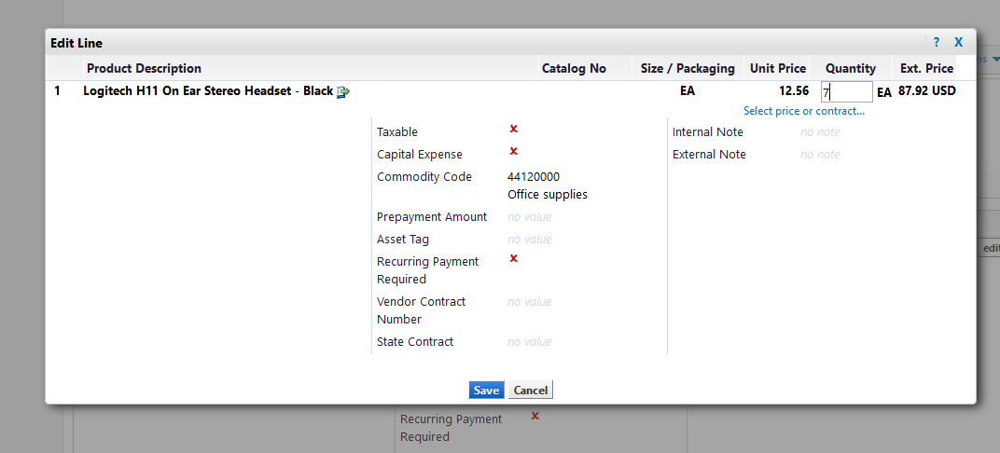 Edit Line
? X
Product Description Catalog No Size / Packaging Unit Price Quantity Ext. Price
1 Logitech H11 On Ear Stereo Headset - Black EA 12.56 7 EA 87.92 USD
Select price or contract...
Taxable x Internal Note no note
Capital Expense x External Note no note
Commodity Code 44120000
Office supplies
Prepayment Amount no value
Asset Tag no value
Recurring Payment x
Required
Vendor Contract no value
Number
State Contract no value
Save Cancel
Recurring Payment x
Required
ns
edit